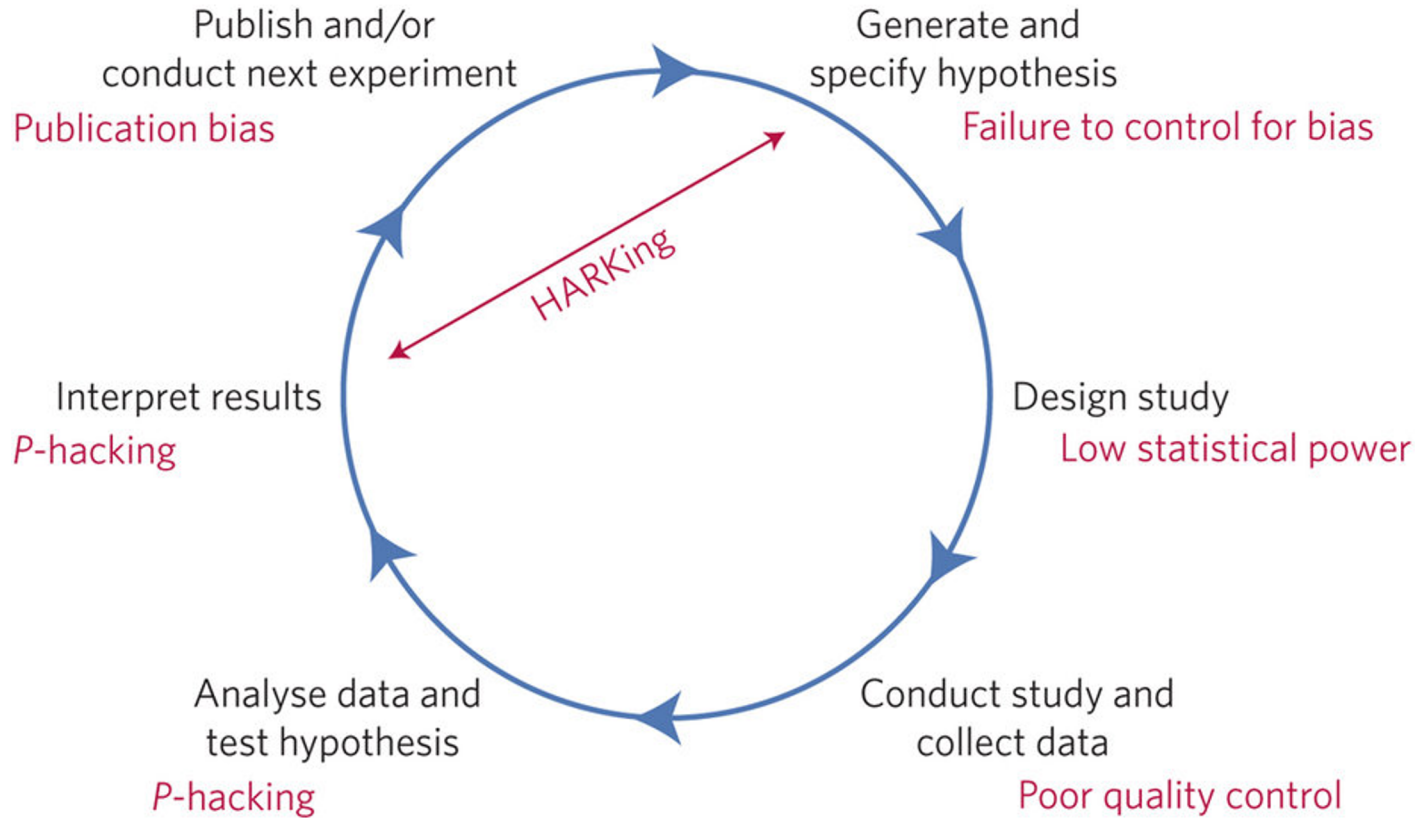 Publish and/or
conduct next experiment
Publication bias
Generate and
specify hypothesis
Failure to control for bias
HARKing
Interpret results
P-hacking
Design study
Low statistical power
Analyse data and
test hypothesis
P-hacking
Conduct study and
collect data
Poor quality control